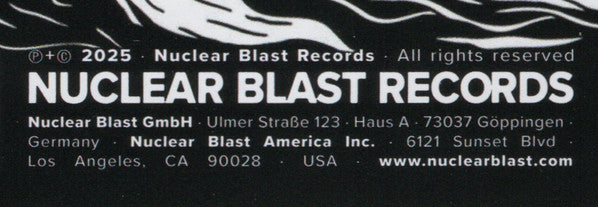 ℗+© 2025 · Nuclear Blast Records · All rights reserved
NUCLEAR BLAST RECORDS
Nuclear Blast GmbH · Ulmer Straße 123 · Haus A · 73037 Göppingen ·
Germany · Nuclear Blast America Inc. · 6121 Sunset Blvd ·
Los Angeles, CA 90028 · USA · www.nuclearblast.com